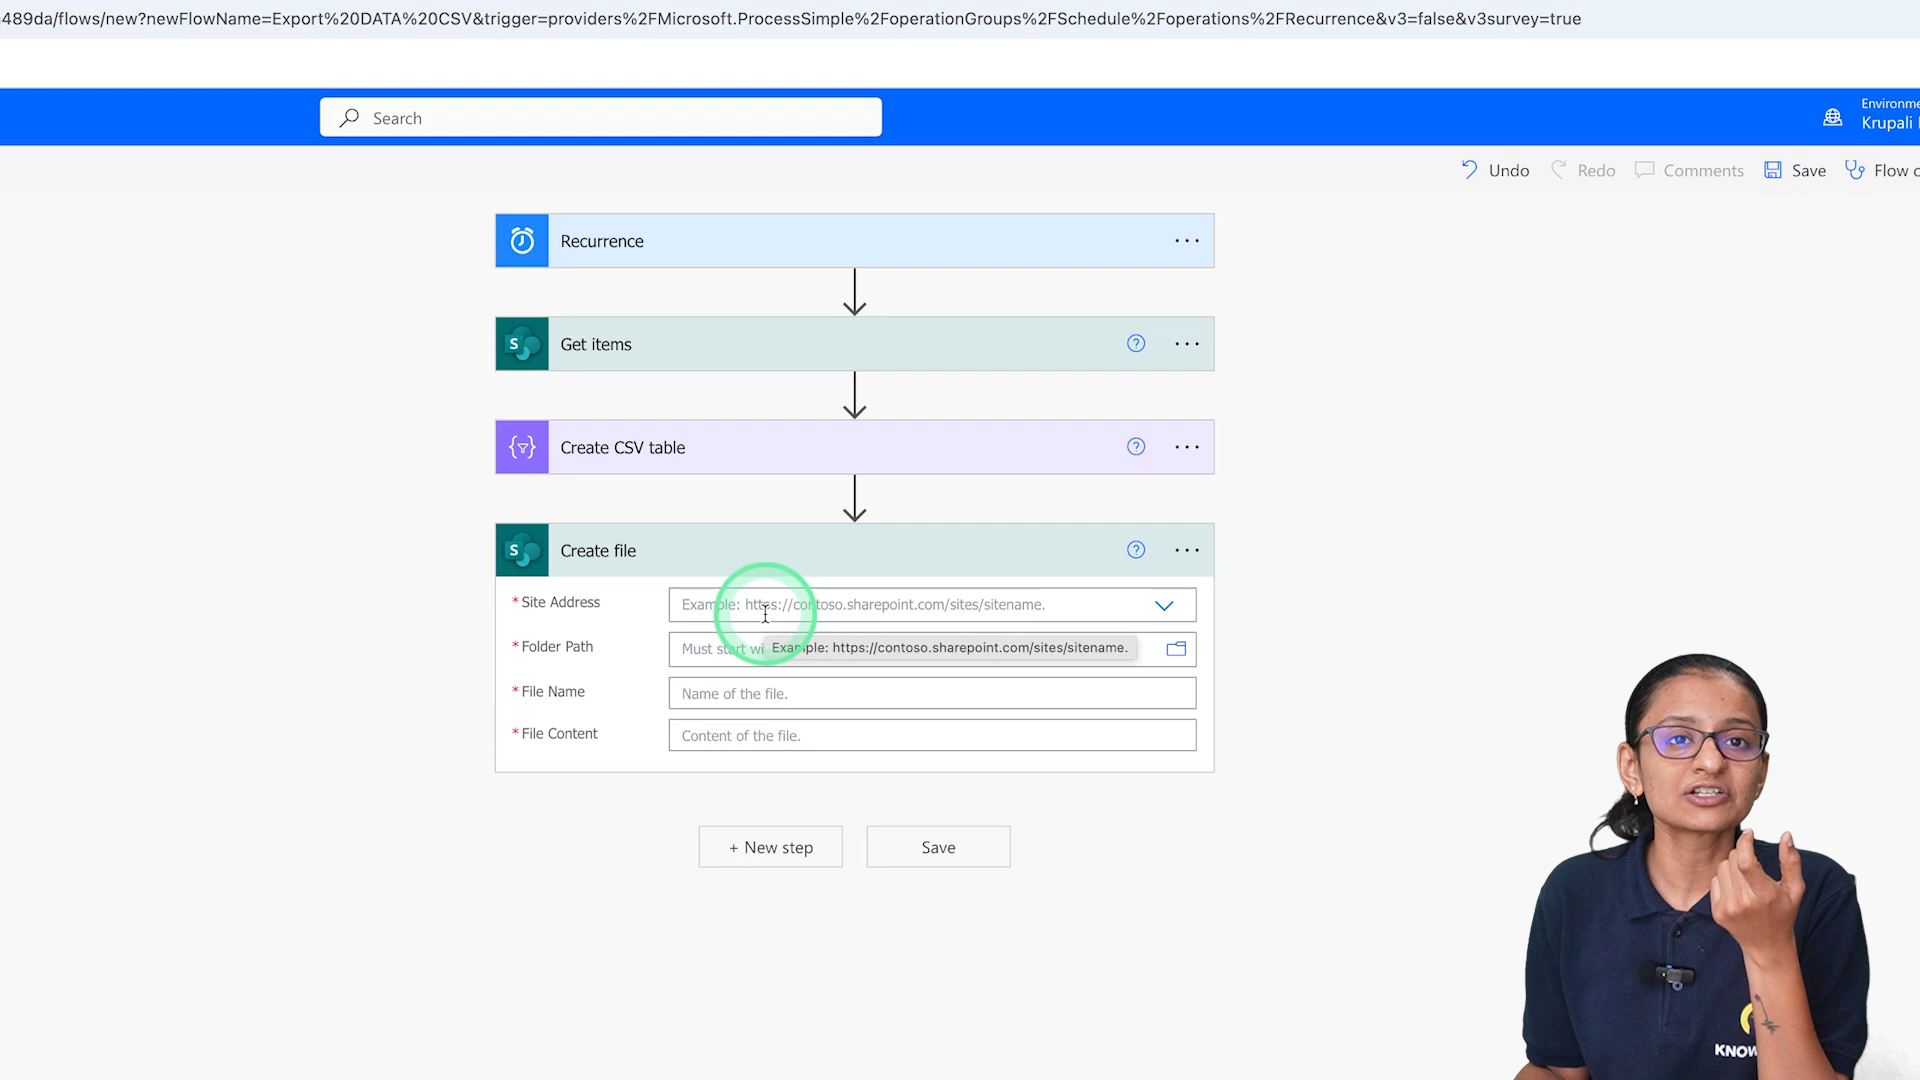 489da/flows/new?newFlowName=Export%20DATA%20CSV&trigger=providers%2FMicrosoft.ProcessSimple%2FoperationGroups%2FSchedule%2Foperations%2FRecurrence&v3=false&v3survey=true
Search
Environme
Krupali
Undo
Redo
Comments
Save
Flow c
Recurrence
S
Get items
Create CSV table
S
Create file
* Site Address
Example: https://contoso.sharepoint.com/sites/sitename.
* Folder Path
Must start wi
Example: https://contoso.sharepoint.com/sites/sitename.
* File Name
Name of the file.
* File Content
Content of the file.
+ New step
Save
KNOW